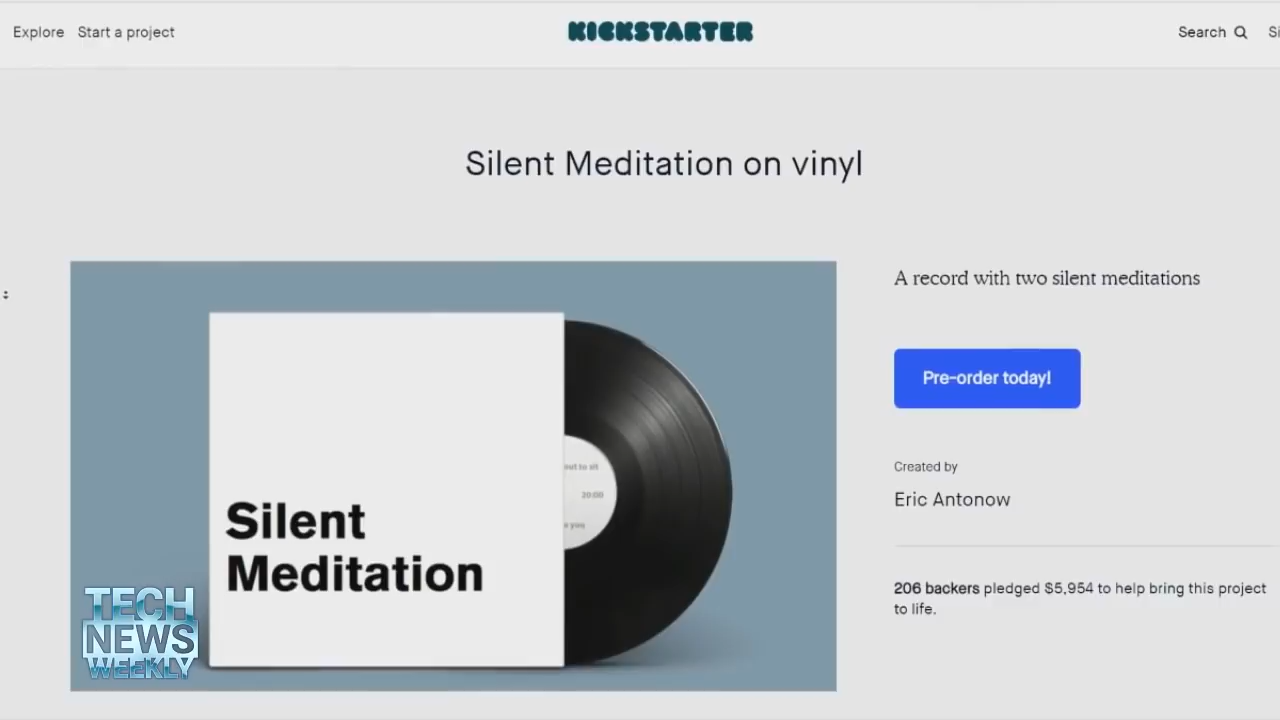 Explore Start a project
KICKSTARTER
Search
Silent Meditation on vinyl
A record with two silent meditations
Pre-order today!
Created by
Eric Antonow
206 backers pledged $5,954 to help bring this project
to life.
Silent
Meditation
20:00
TECH
NEWS
WEEKLY